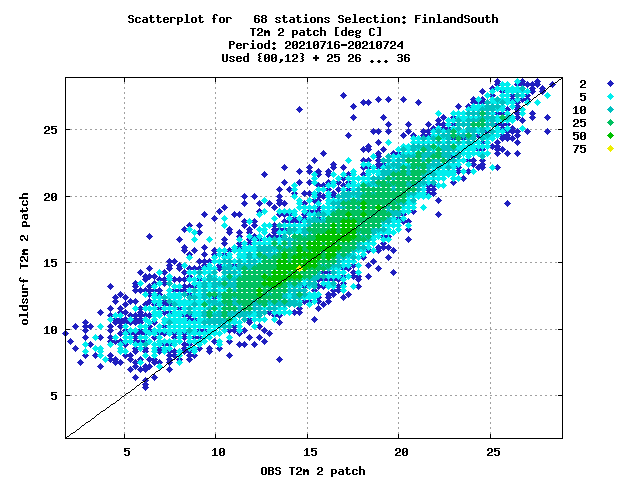 Scatterplot for   68 stations Selection: FinlandSouth
T2m 2 patch [deg C]
Period: 20210716-20210724
Used {00,12} + 25 26 ... 36
2
5
10
25
50
75
25
20
15
10
5
oldsurf T2m 2 patch
5 10 15 20 25
OBS T2m 2 patch